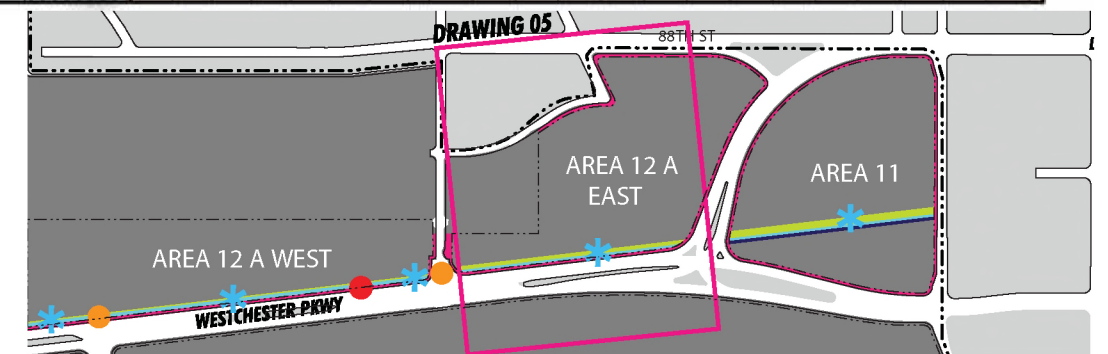 DRAWING 05
88TH ST
AREA 12 A
EAST
AREA 11
AREA 12 A WEST
WESTCHESTER PKWY